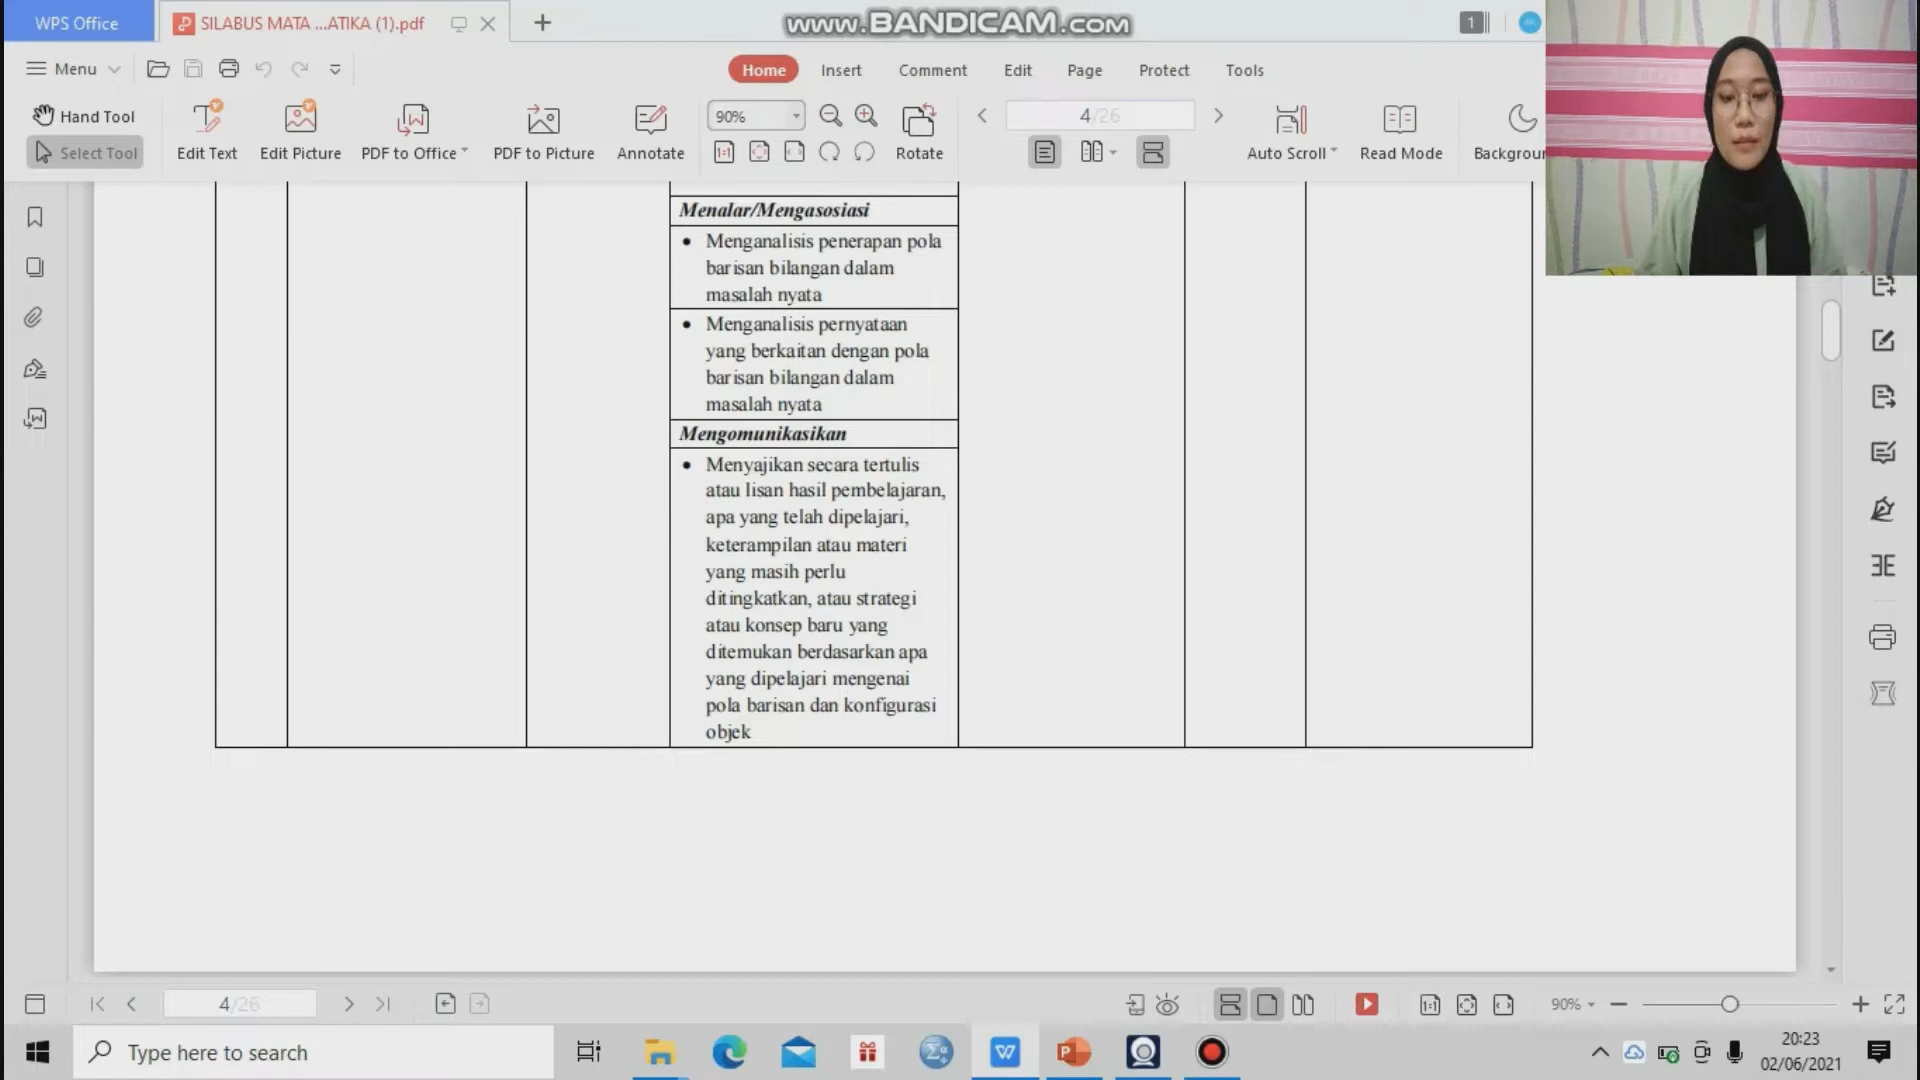 WPS Office
SILABUS MATA ...ATIKA (1).pdf
www.BANDICAM.com
1
Menu
Home
Insert
Comment
Edit
Page
Protect
Tools
Hand Tool
Select Tool
Edit Text
Edit Picture
PDF to Office
PDF to Picture
Annotate
90%
Rotate
4/26
Auto Scroll
Read Mode
Backgrou
Menalar/Mengasosiasi
• Menganalisis penerapan pola
barisan bilangan dalam
masalah nyata
• Menganalisis pernyataan
yang berkaitan dengan pola
barisan bilangan dalam
masalah nyata
Mengomunikasikan
• Menyajikan secara tertulis
atau lisan hasil pembelajaran,
apa yang telah dipelajari,
keterampilan atau materi
yang masih perlu
ditingkatkan, atau strategi
atau konsep baru yang
ditemukan berdasarkan apa
yang dipelajari mengenai
pola barisan dan konfigurasi
objek
4/26
90%
Type here to search
20:23
02/06/2021